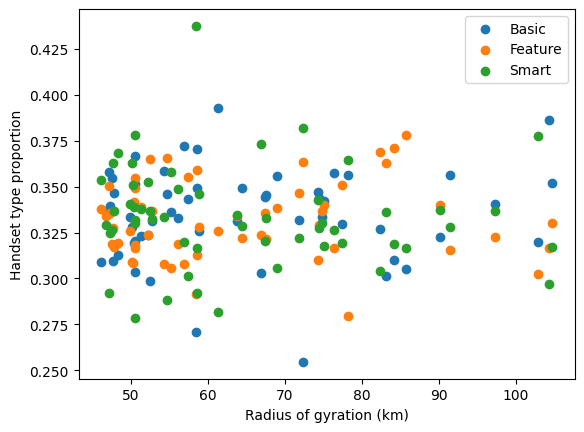 Basic
Feature
Smart
0.425
0.400
0.375
0.350
0.325
0.300
0.275
0.250
Handset type proportion
50 60 70 80 90 100
Radius of gyration (km)